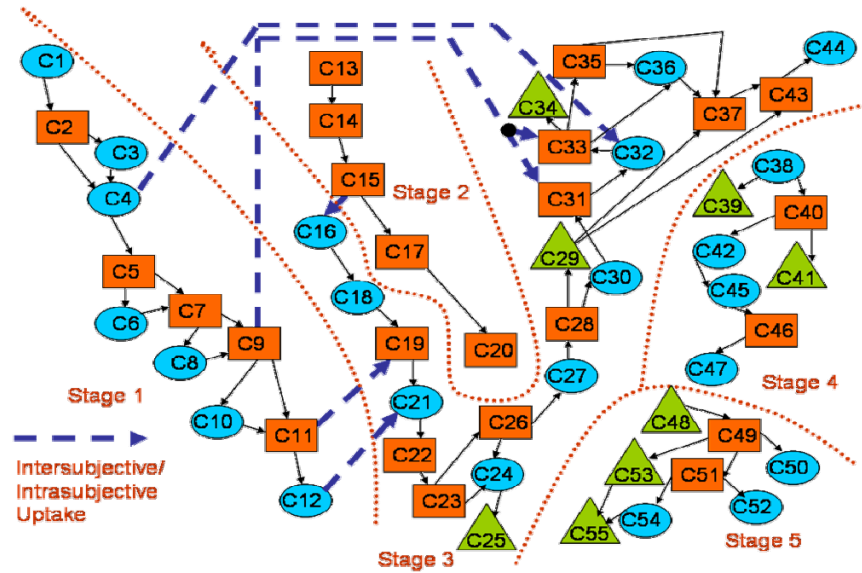 C1
C2
C3
C4
C5
C6
C7
C8
C9
C10
C11
C12
Stage 1
Intersubjective/
Intrasubjective
Uptake
C13
C14
C15
Stage 2
C16
C17
C18
C19
C20
C21
C22
C23
C24
C25
C26
Stage 3
C27
C28
C29
C30
C31
C32
C33
C34
C35
C36
C37
C43
C44
C38
C39
C40
C41
C42
C45
C46
C47
Stage 4
C48
C49
C50
C51
C52
C53
C54
C55
Stage 5